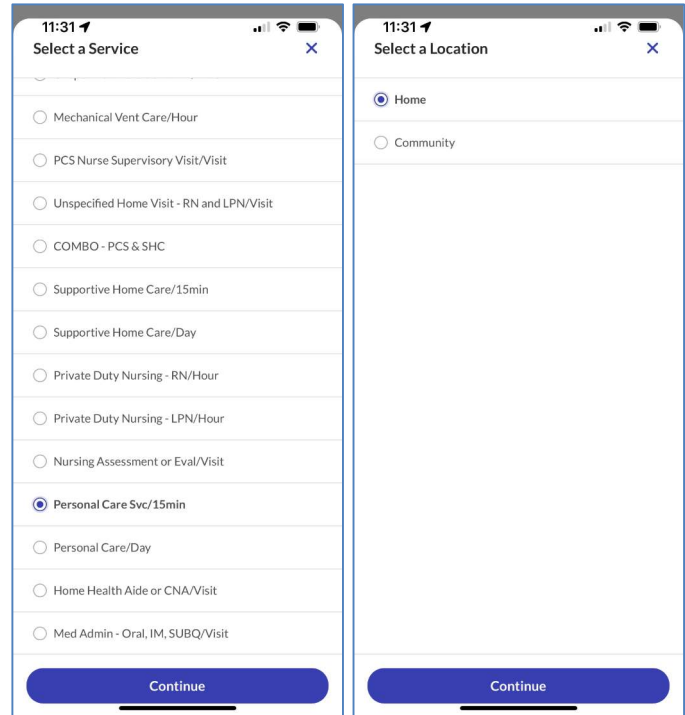 11:31
Select a Service
Mechanical Vent Care/Hour
PCS Nurse Supervisory Visit/Visit
Unspecified Home Visit - RN and LPN/Visit
COMBO - PCS & SHC
Supportive Home Care/15min
Supportive Home Care/Day
Private Duty Nursing - RN/Hour
Private Duty Nursing - LPN/Hour
Nursing Assessment or Eval/Visit
Personal Care Svc/15min
Personal Care/Day
Home Health Aide or CNA/Visit
Med Admin - Oral, IM, SUBQ/Visit
Continue
11:31
Select a Location
Home
Community
Continue